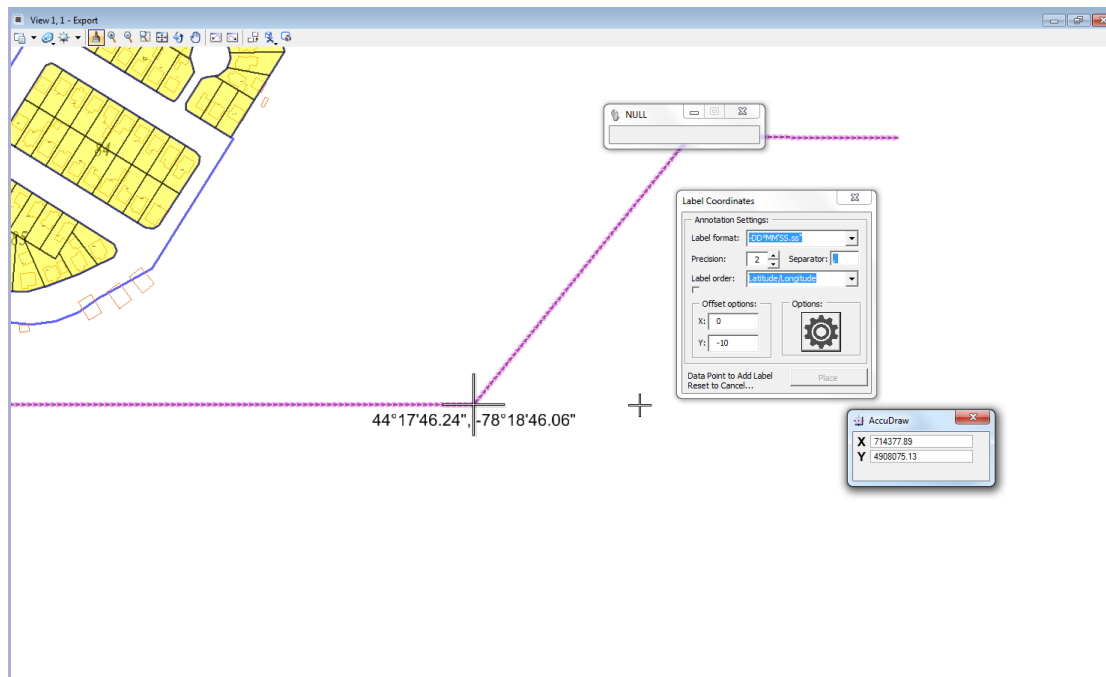 View 1, 1 - Export
84
85
NULL
Label Coordinates
Annotation Settings:
Label format: -DD°MM'SS.ss"
Precision: 2 Separator: ,
Label order: Latitude/Longitude
Offset options: Options:
X: 0
Y: -10
Data Point to Add Label
Reset to Cancel... Place
44°17'46.24", -78°18'46.06"
AccuDraw
X 714377.89
Y 4908075.13